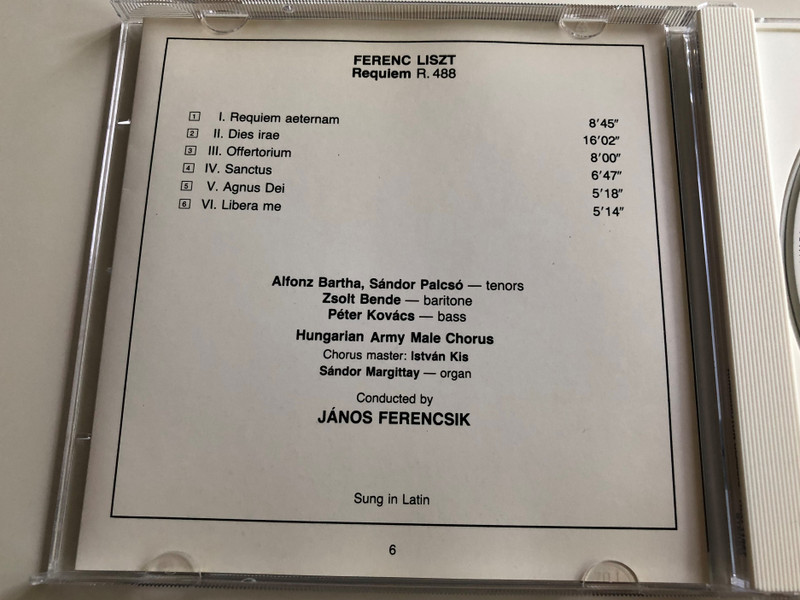 FERENC LISZT
Requiem R. 488
1 I. Requiem aeternam 8′45″
2 II. Dies irae 16′02″
3 III. Offertorium 8′00″
4 IV. Sanctus 6′47″
5 V. Agnus Dei 5′18″
6 VI. Libera me 5′14″
Alfonz Bartha, Sándor Palcsó — tenors
Zsolt Bende — baritone
Péter Kovács — bass
Hungarian Army Male Chorus
Chorus master: István Kis
Sándor Margittay — organ
Conducted by
JÁNOS FERENCSIK
Sung in Latin
6